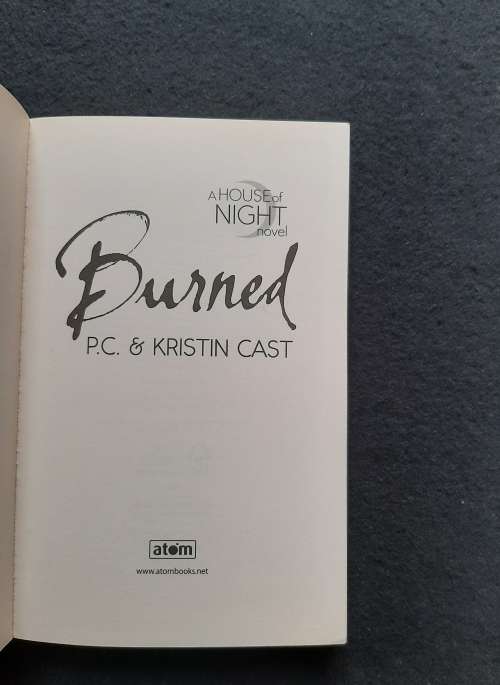 A HOUSE of
NIGHT
novel
Burned
P.C. & KRISTIN CAST
atom
www.atombooks.net